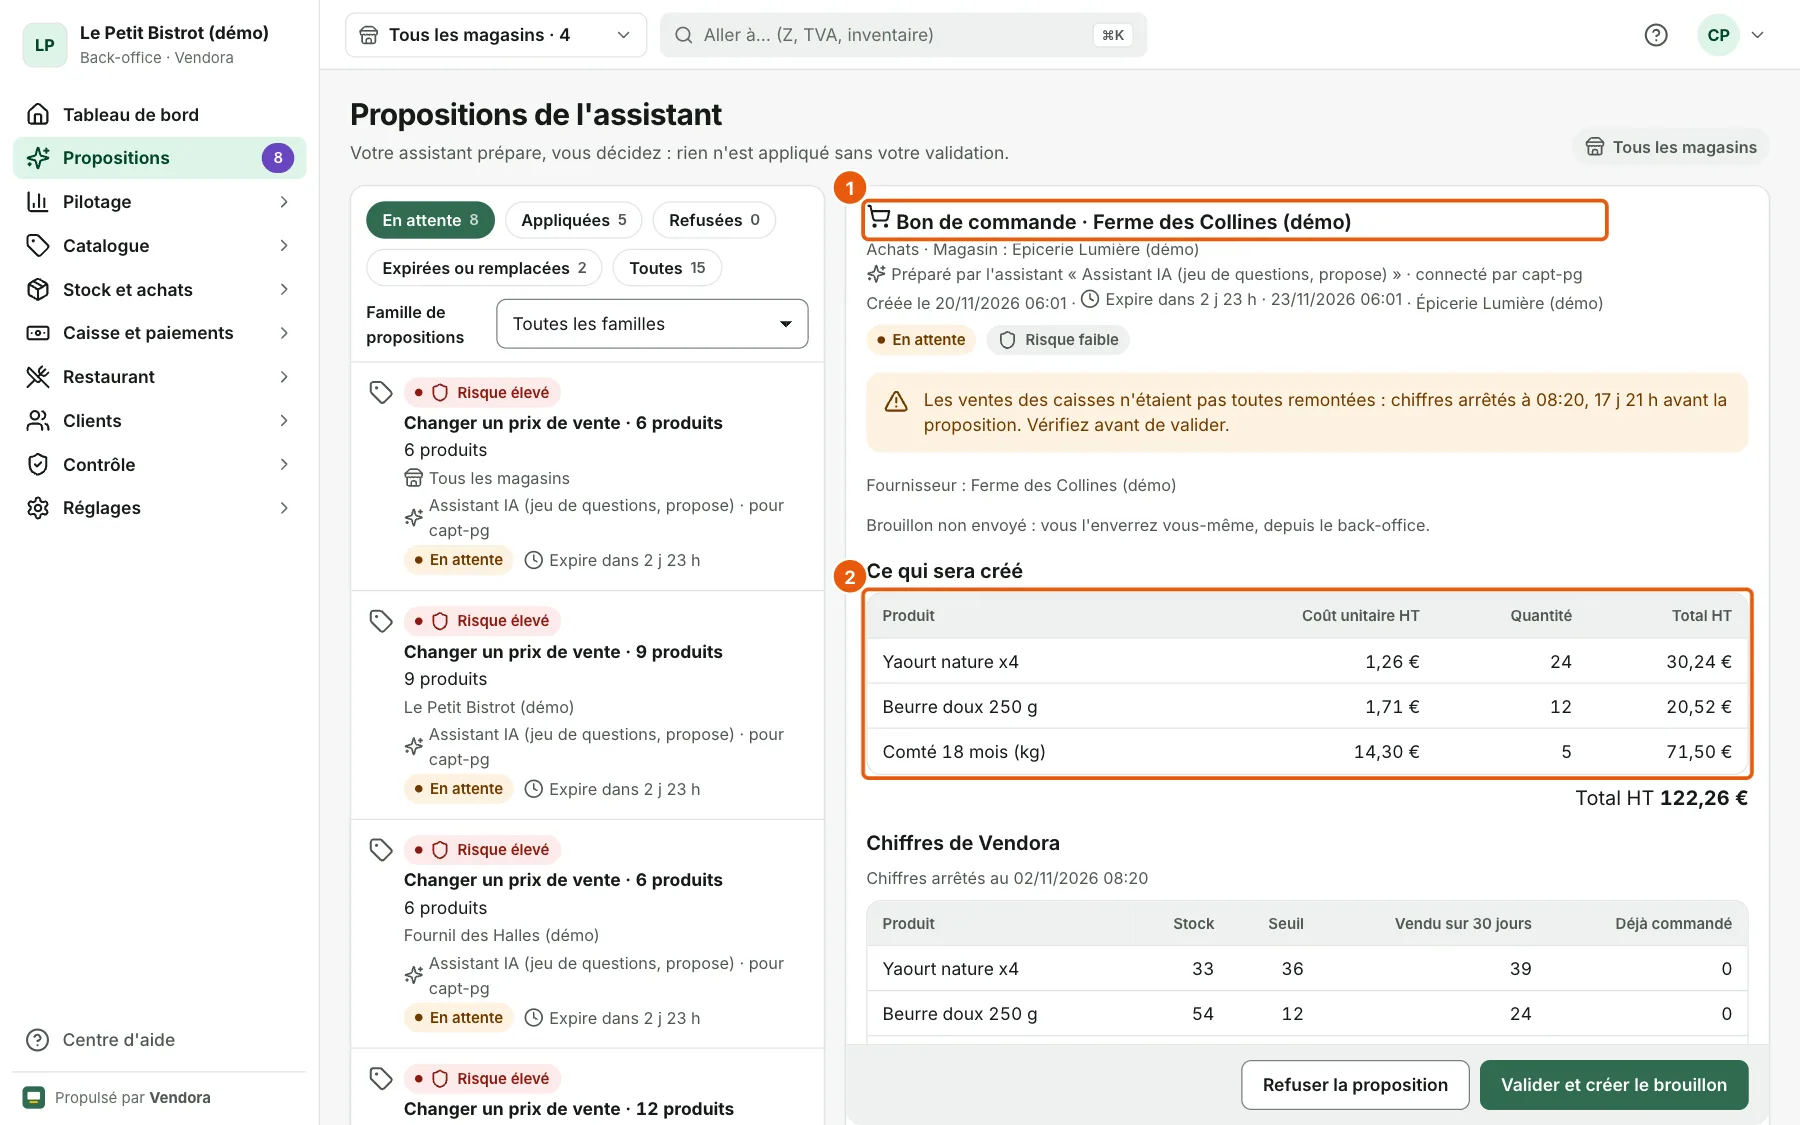 LP
Le Petit Bistrot (démo)
Back-office · Vendora
Tous les magasins · 4
Aller à... (Z, TVA, inventaire)
⌘K
CP
Tableau de bord
Propositions
8
Pilotage
Catalogue
Stock et achats
Caisse et paiements
Restaurant
Clients
Contrôle
Réglages
Centre d'aide
Propulsé par Vendora
Propositions de l'assistant
Votre assistant prépare, vous décidez : rien n'est appliqué sans votre validation.
Tous les magasins
En attente 8
Appliquées 5
Refusées 0
Expirées ou remplacées 2
Toutes 15
Famille de
propositions
Toutes les familles
Risque élevé
Changer un prix de vente · 6 produits
6 produits
Tous les magasins
Assistant IA (jeu de questions, propose) · pour
capt-pg
En attente
Expire dans 2 j 23 h
Risque élevé
Changer un prix de vente · 9 produits
9 produits
Le Petit Bistrot (démo)
Assistant IA (jeu de questions, propose) · pour
capt-pg
En attente
Expire dans 2 j 23 h
Risque élevé
Changer un prix de vente · 6 produits
6 produits
Fournil des Halles (démo)
Assistant IA (jeu de questions, propose) · pour
capt-pg
En attente
Expire dans 2 j 23 h
Risque élevé
Changer un prix de vente · 12 produits
1
Bon de commande · Ferme des Collines (démo)
Achats · Magasin : Épicerie Lumière (démo)
Préparé par l'assistant « Assistant IA (jeu de questions, propose) » · connecté par capt-pg
Créée le 20/11/2026 06:01 · Expire dans 2 j 23 h · 23/11/2026 06:01 · Épicerie Lumière (démo)
En attente
Risque faible
Les ventes des caisses n'étaient pas toutes remontées : chiffres arrêtés à 08:20, 17 j 21 h avant la
proposition. Vérifiez avant de valider.
Fournisseur : Ferme des Collines (démo)
Brouillon non envoyé : vous l'enverrez vous-même, depuis le back-office.
2
Ce qui sera créé
Produit Coût unitaire HT Quantité Total HT
Yaourt nature x4 1,26 € 24 30,24 €
Beurre doux 250 g 1,71 € 12 20,52 €
Comté 18 mois (kg) 14,30 € 5 71,50 €
Total HT 122,26 €
Chiffres de Vendora
Chiffres arrêtés au 02/11/2026 08:20
Produit Stock Seuil Vendu sur 30 jours Déjà commandé
Yaourt nature x4 33 36 39 0
Beurre doux 250 g 54 12 24 0
Refuser la proposition
Valider et créer le brouillon